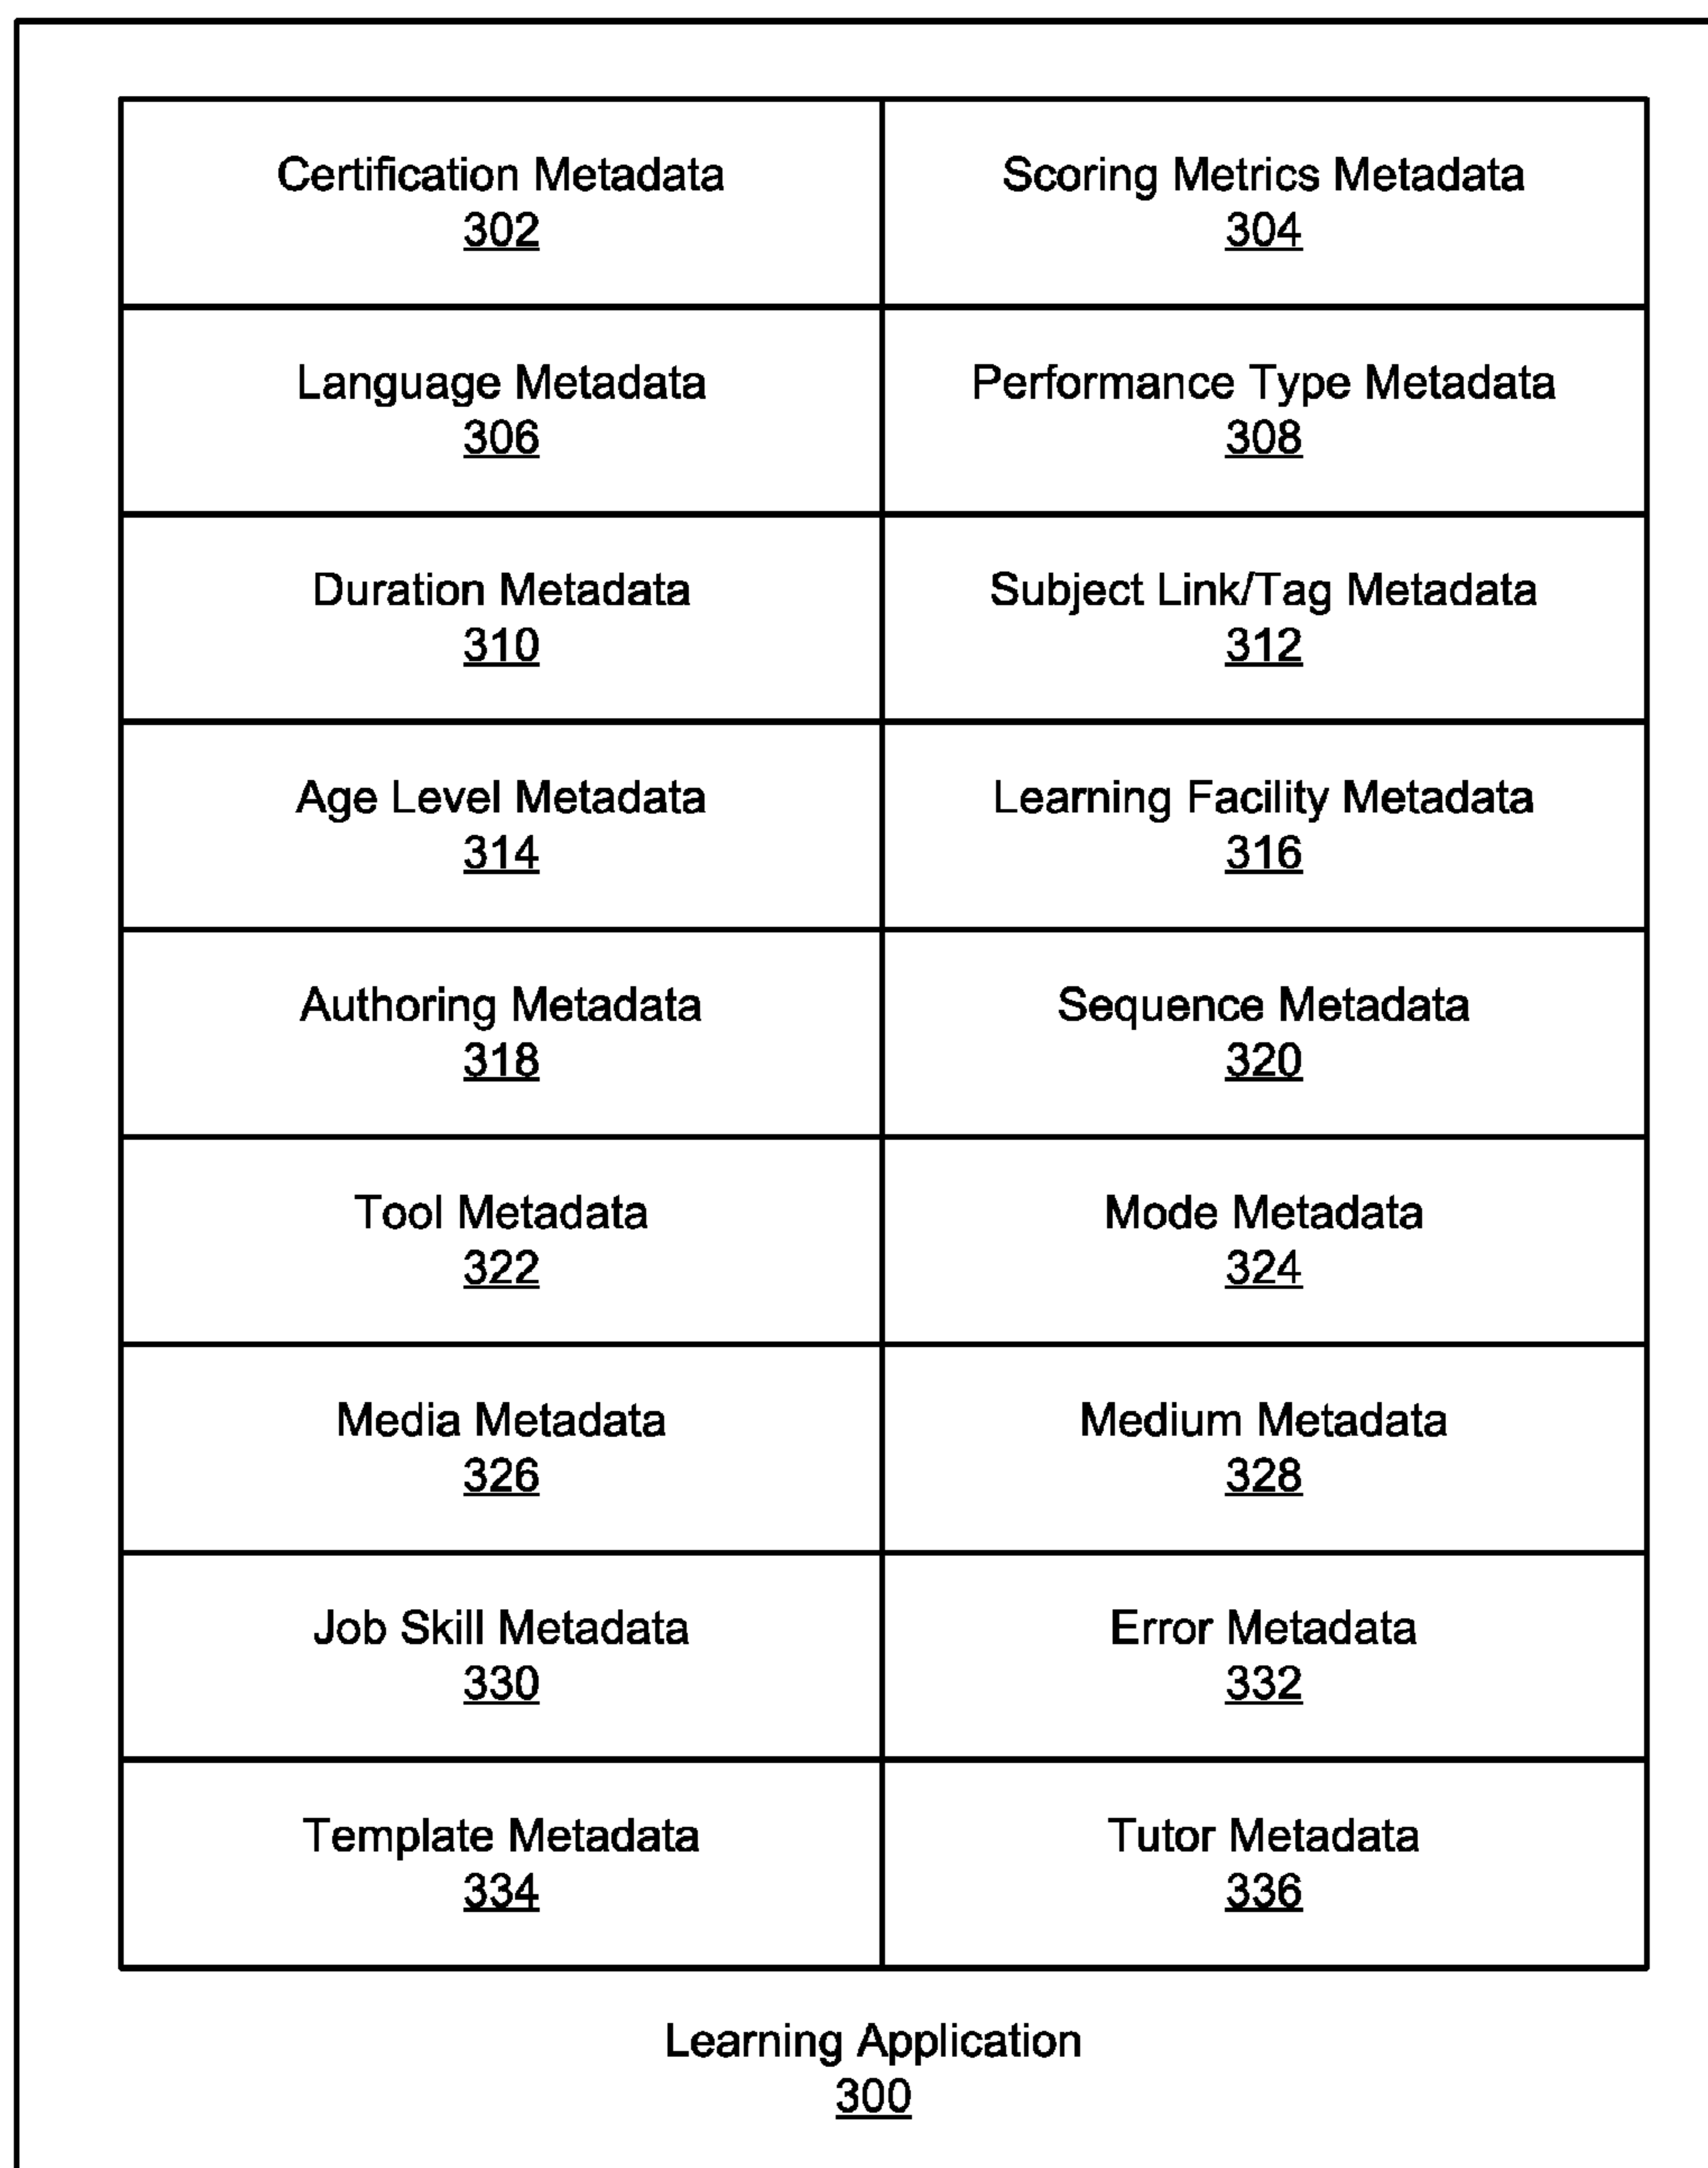 Certification Metadata
302
Scoring Metrics Metadata
304
Language Metadata
306
Performance Type Metadata
308
Duration Metadata
310
Subject Link/Tag Metadata
312
Age Level Metadata
314
Learning Facility Metadata
316
Authoring Metadata
318
Sequence Metadata
320
Tool Metadata
322
Mode Metadata
324
Media Metadata
326
Medium Metadata
328
Job Skill Metadata
330
Error Metadata
332
Template Metadata
334
Tutor Metadata
336
Learning Application
300